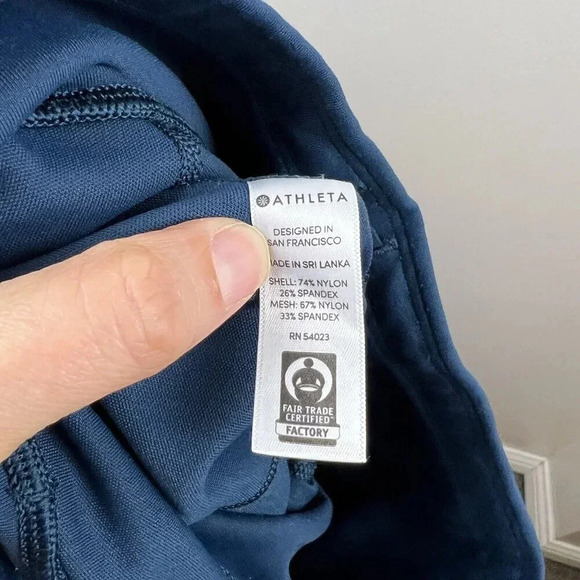 ATHLETA
DESIGNED IN
SAN FRANCISCO
MADE IN SRI LANKA
SHELL: 74% NYLON
26% SPANDEX
MESH: 67% NYLON
33% SPANDEX
RN 54023
FAIR TRADE
CERTIFIED™
FACTORY